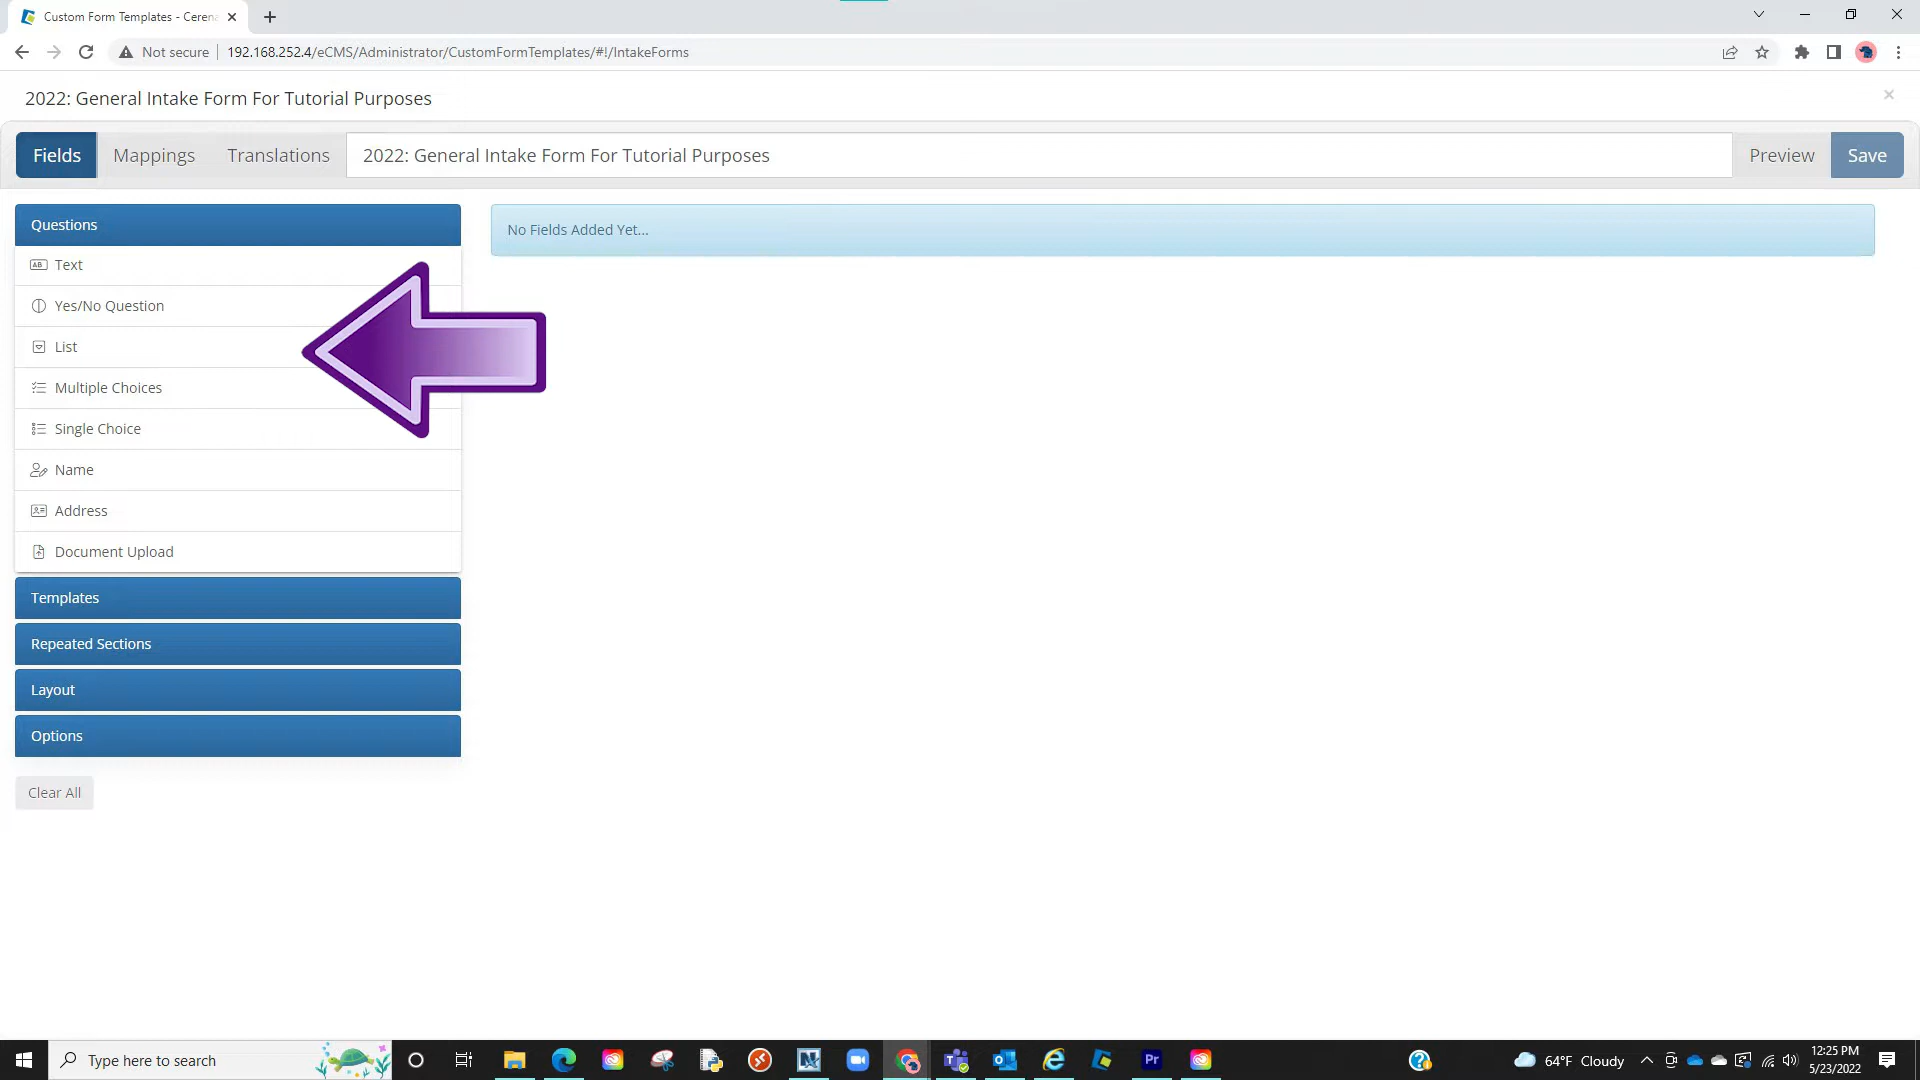 Custom Form Templates - Ceren
Not secure
192.168.252.4/eCMS/Administrator/CustomFormTemplates/#!/IntakeForms
2022: General Intake Form For Tutorial Purposes
Fields
Mappings
Translations
2022: General Intake Form For Tutorial Purposes
Preview
Save
Questions
No Fields Added Yet...
AB Text
Yes/No Question
List
Multiple Choices
Single Choice
Name
Address
Document Upload
Templates
Repeated Sections
Layout
Options
Clear All
Type here to search
Pr
64°F Cloudy
12:25 PM
5/23/2022